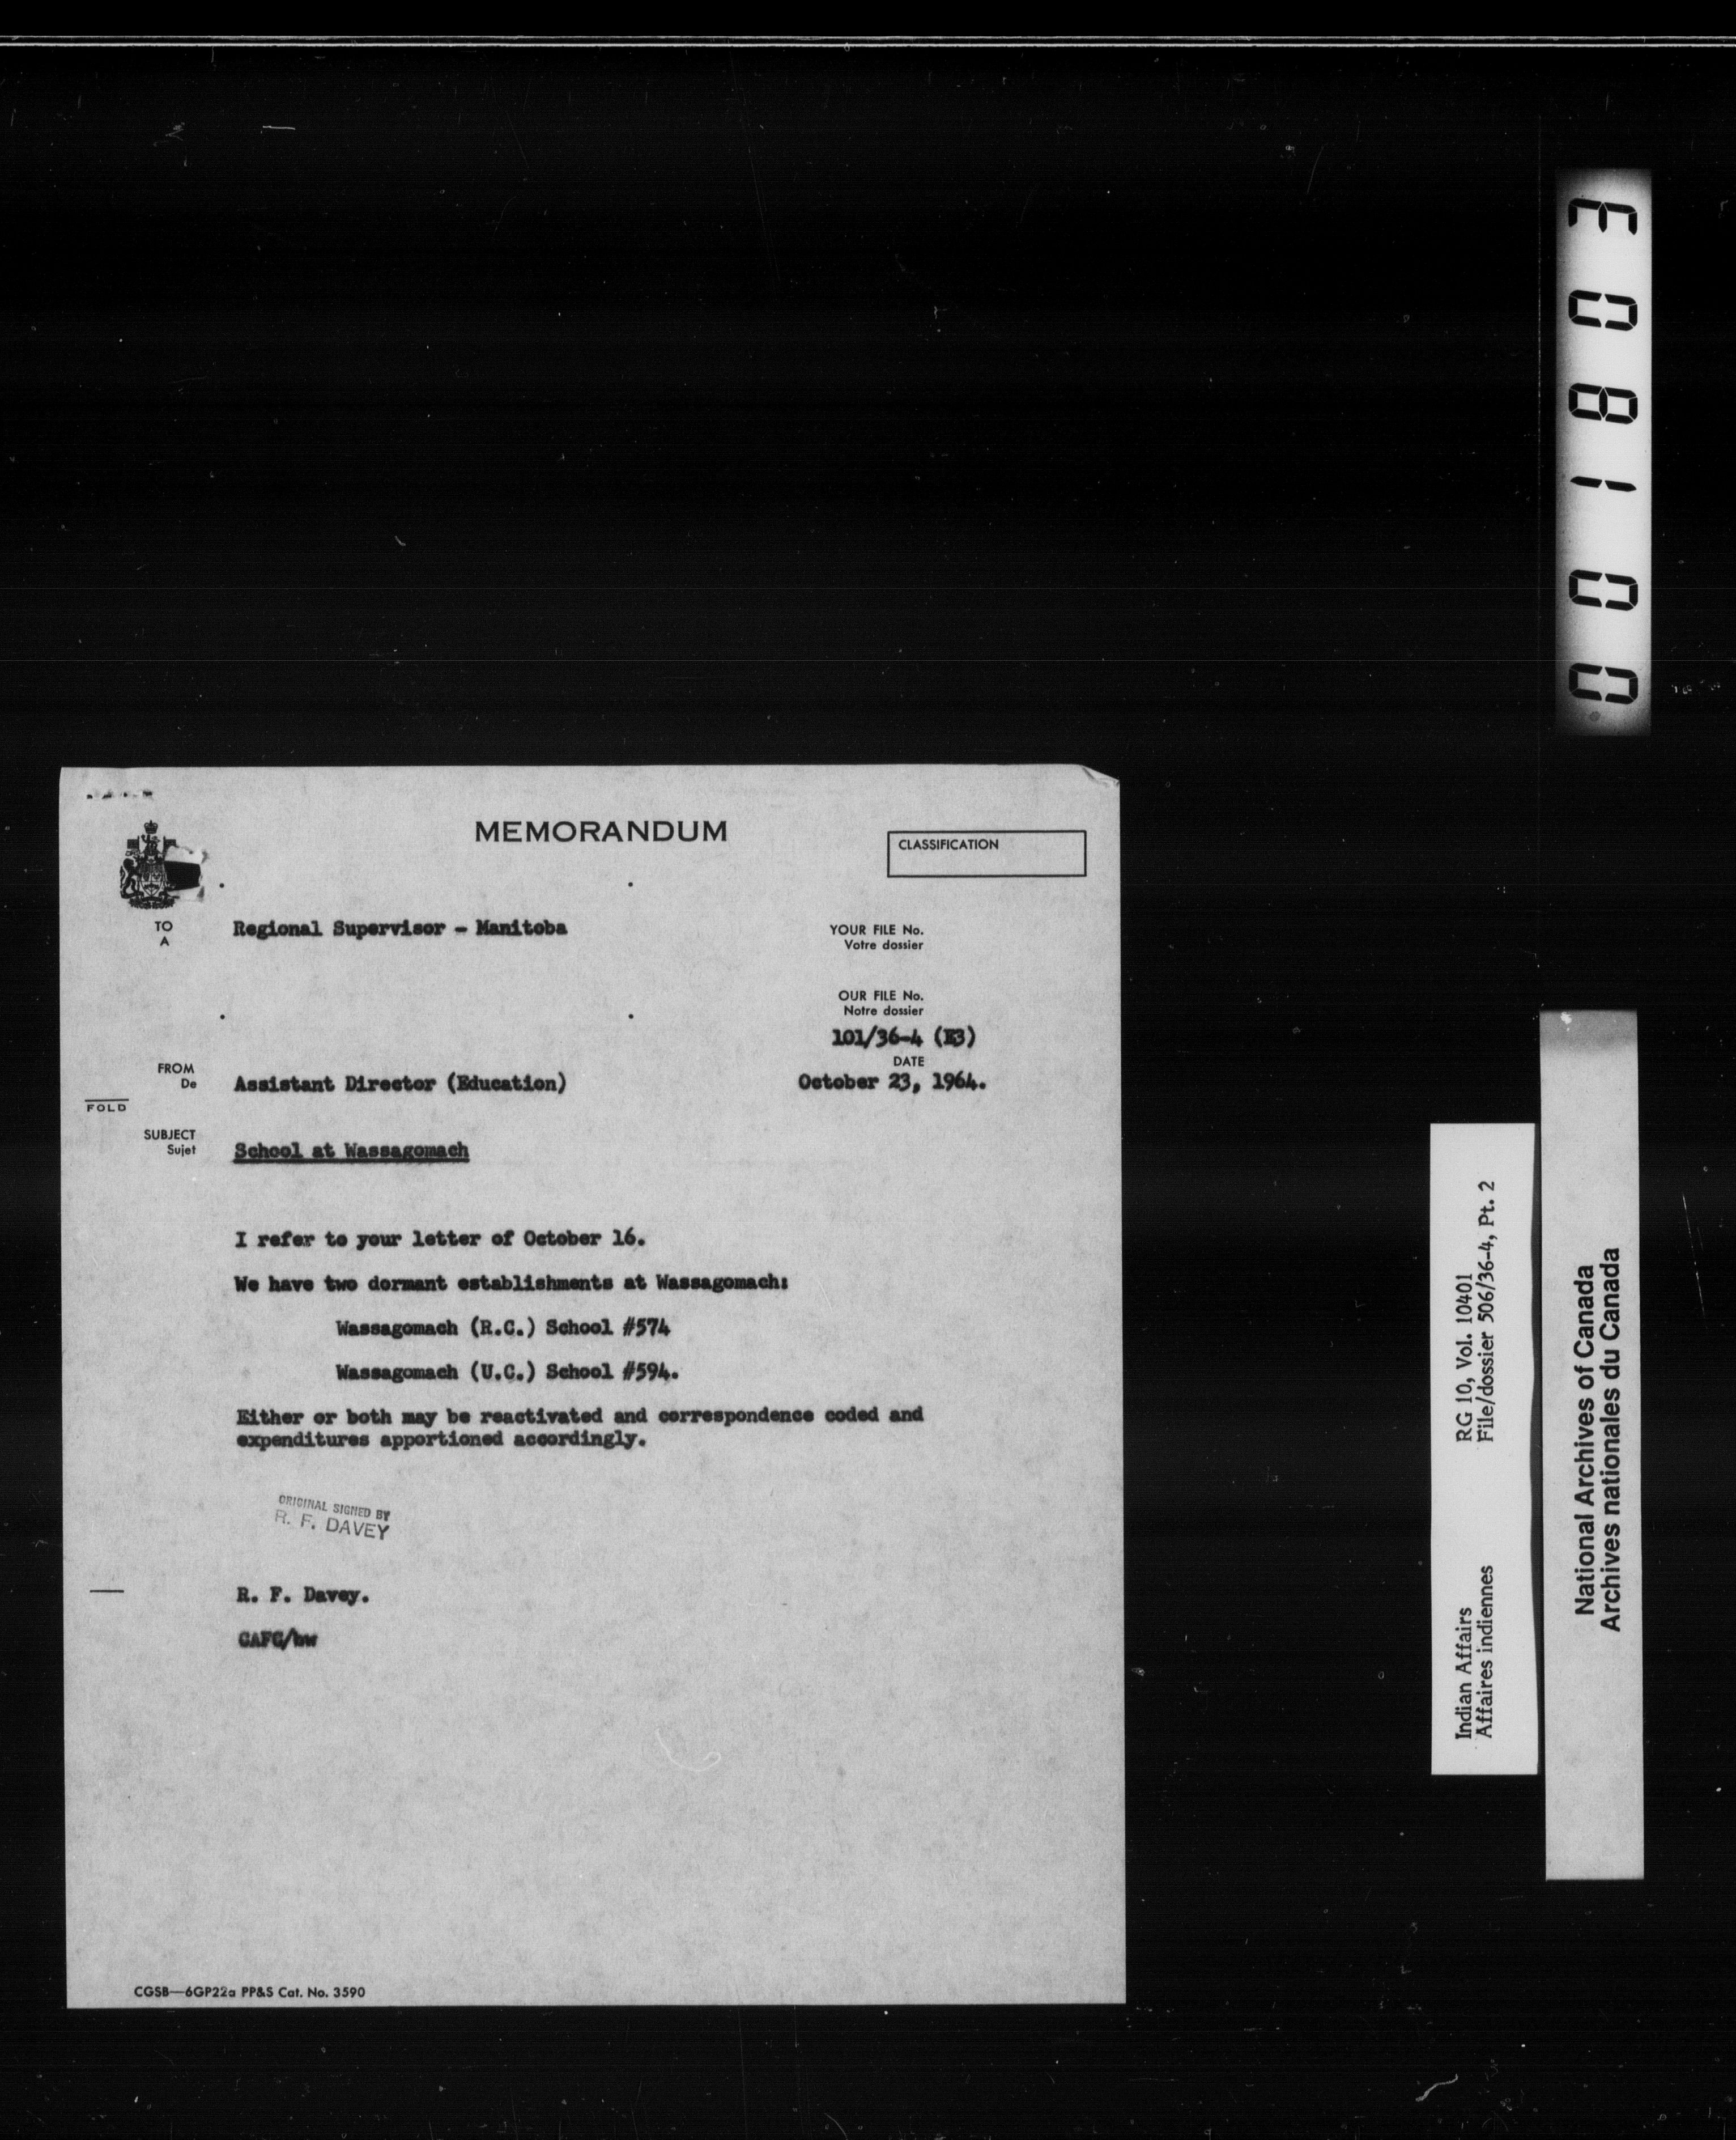 MEMORANDUM
CLASSIFICATION
TO
A
Regional Supervisor - Manitoba
YOUR FILE No.
Votre dossier
OUR FILE No.
Notre dossier
101/36-4 (E3)
DATE
October 23, 1964.
FROM
De
Assistant Director (Education)
FOLD
SUBJECT
Sujet
School at Wassagomach
I refer to your letter of October 16.
We have two dormant establishments at Wassagomach:
Wassagomach (R.C.) School #574
Wassagomach (U.C.) School #594.
Either or both may be reactivated and correspondence coded and
expenditures apportioned accordingly.
ORIGINAL SIGNED BY
R. F. DAVEY
R. F. Davey.
GAFG/bw
CGSB—6GP22a PP&S Cat. No. 3590
001803
Indian Affairs
Affaires indiennes
RG 10, Vol. 10401
File/dossier 506/36-4, Pt. 2
National Archives of Canada
Archives nationales du Canada